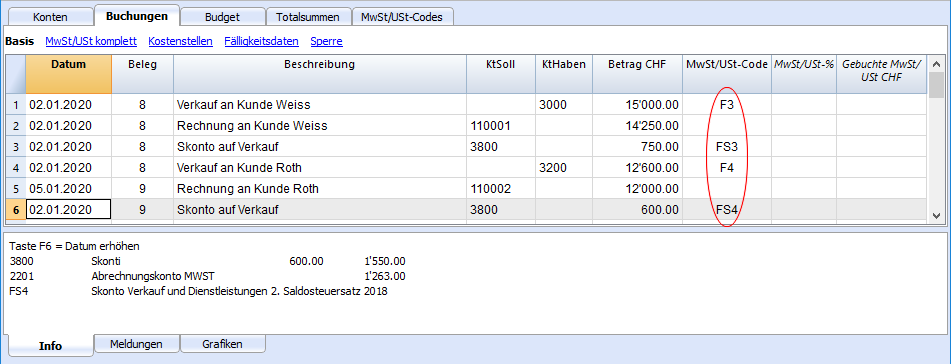 Konten Buchungen Budget Totalsummen MwSt/USt-Codes
Basis MwSt/USt komplett Kostenstellen Fälligkeitsdaten Sperre
Datum Beleg Beschreibung KtSoll KtHaben Betrag CHF MwSt/USt-Code MwSt/USt-% Gebuchte MwSt/
USt CHF
1 02.01.2020 8 Verkauf an Kunde Weiss 3000 15'000.00 F3
2 02.01.2020 8 Rechnung an Kunde Weiss 110001 14'250.00
3 02.01.2020 8 Skonto auf Verkauf 3800 750.00 FS3
4 02.01.2020 8 Verkauf an Kunde Roth 3200 12'600.00 F4
5 05.01.2020 9 Rechnung an Kunde Roth 110002 12'000.00
6 02.01.2020 9 Skonto auf Verkauf 3800 600.00 FS4
Taste F6 = Datum erhöhen
3800 Skonti 600.00 1'550.00
2201 Abrechnungskonto MWST 1'263.00
FS4 Skonto Verkauf und Dienstleistungen 2. Saldosteuersatz 2018
Info Meldungen Grafiken